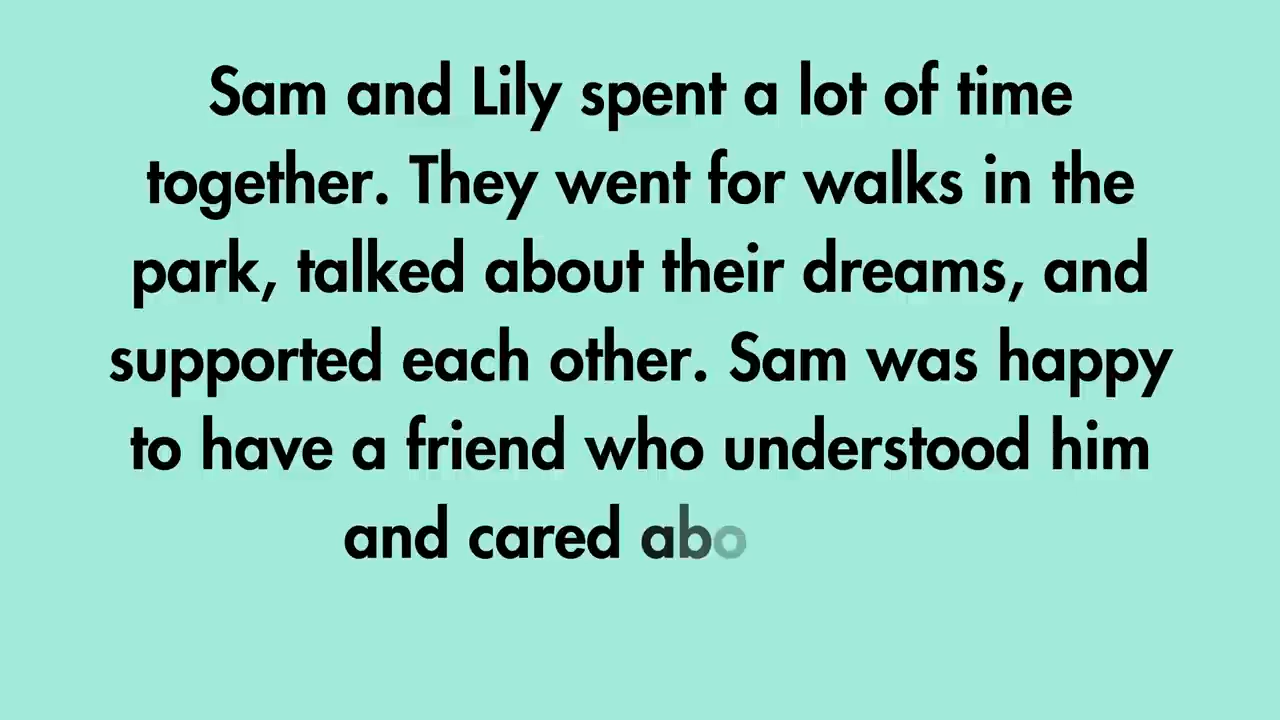 Sam and Lily spent a lot of time
together. They went for walks in the
park, talked about their dreams, and
supported each other. Sam was happy
to have a friend who understood him
and cared abo